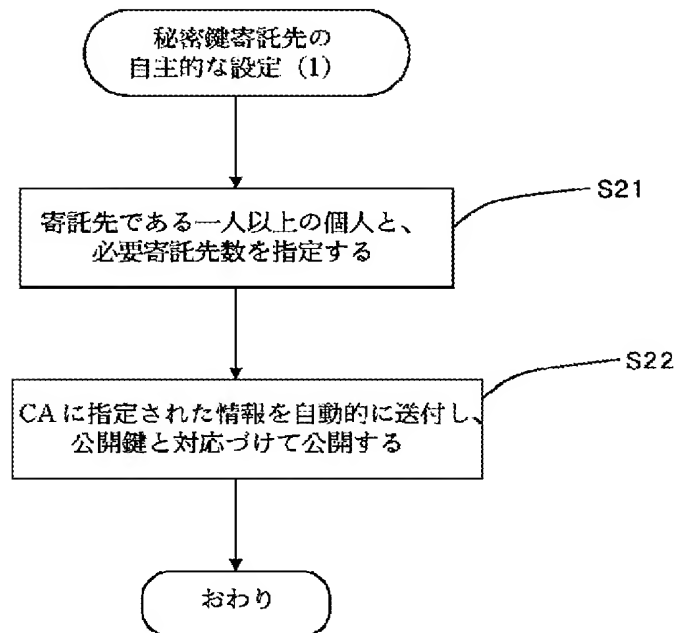 秘密鍵寄託先の
自主的な設定（1）
寄託先である一人以上の個人と、
必要寄託先数を指定する
S21
CAに指定された情報を自動的に送付し、
公開鍵と対応づけて公開する
S22
おわり